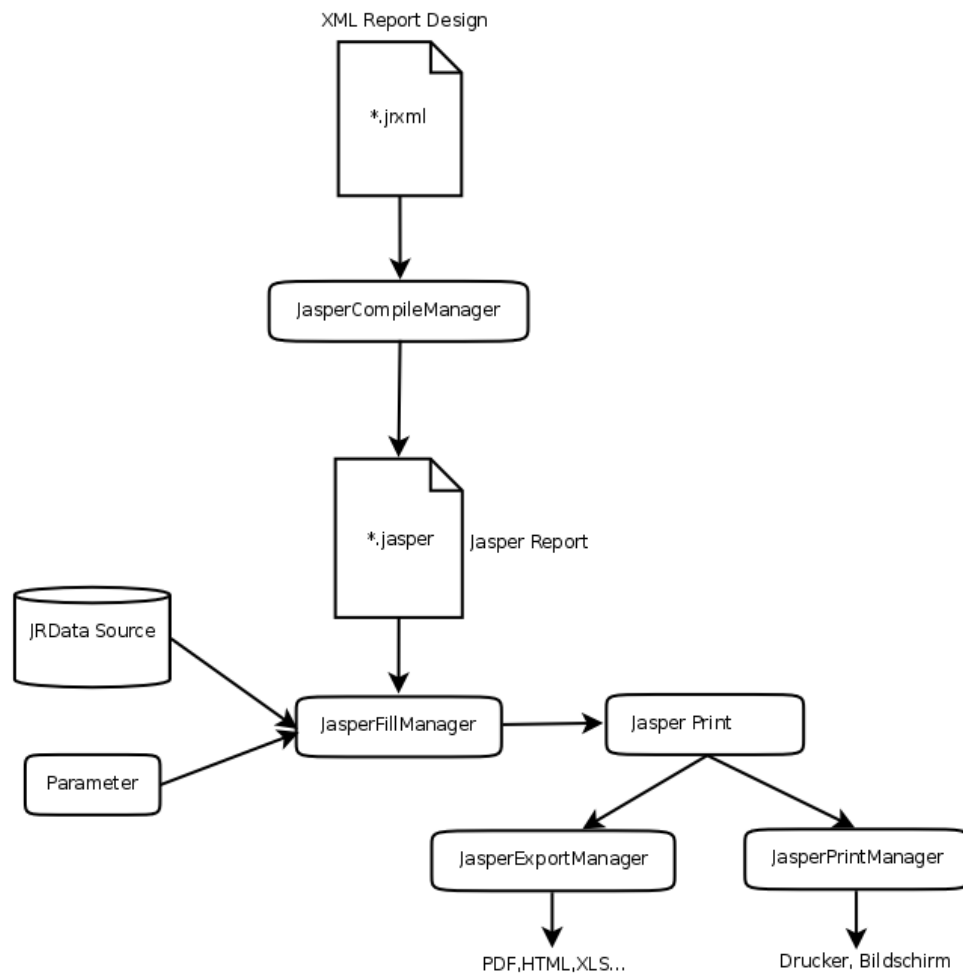 XML Report Design
*.jrxml
JasperCompileManager
*.jasper
Jasper Report
JRData Source
JasperFillManager
Jasper Print
Parameter
JasperExportManager
JasperPrintManager
PDF,HTML,XLS...
Drucker, Bildschirm